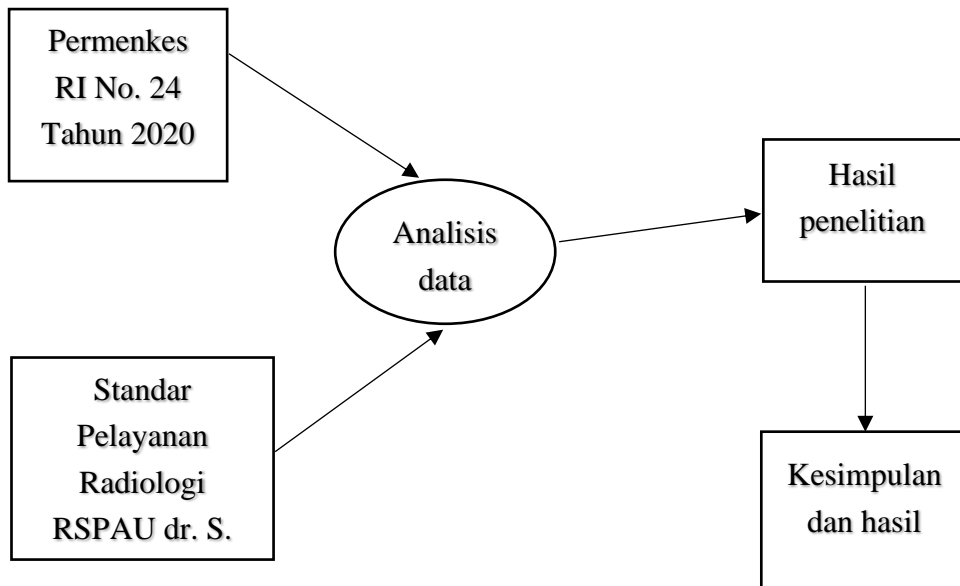 Permenkes
RI No. 24
Tahun 2020
Analisis
data
Hasil
penelitian
Standar
Pelayanan
Radiologi
RSPAU dr. S.
Kesimpulan
dan hasil